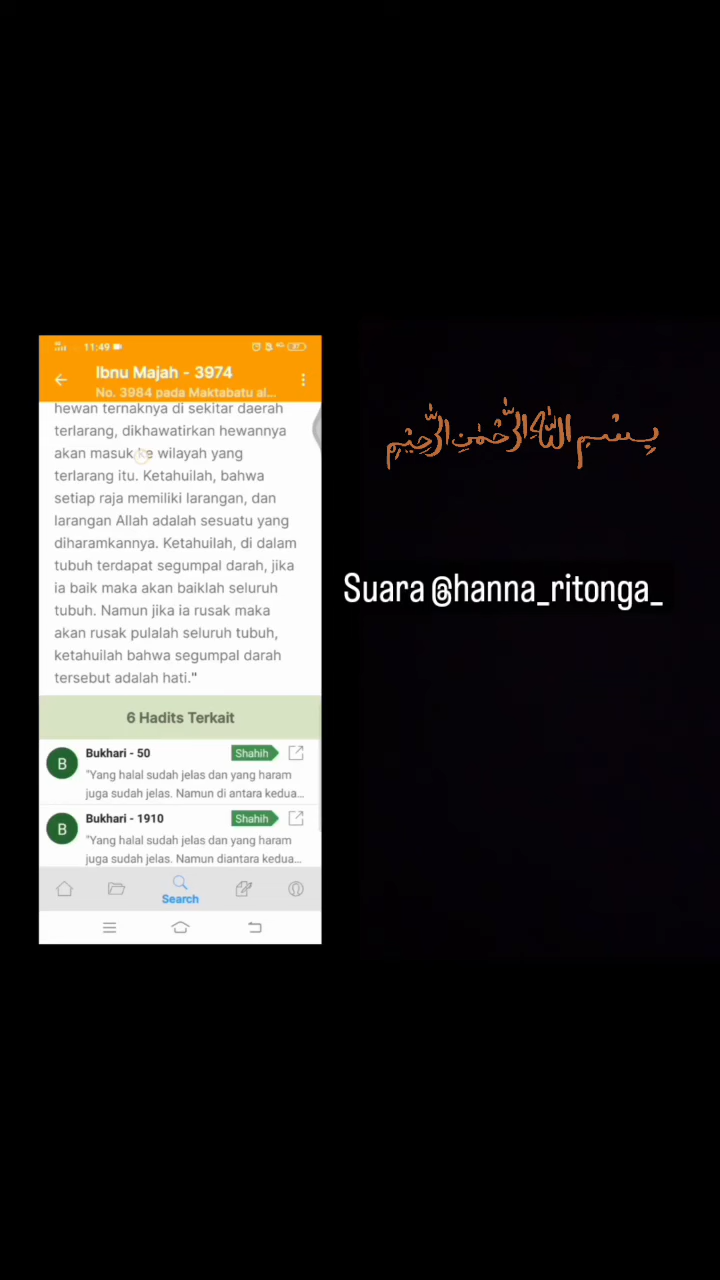 11:49
Ibnu Majah - 3974
No. 3984 pada Maktabatu al...
hewan ternaknya di sekitar daerah
terlarang, dikhawatirkan hewannya
akan masuk ke wilayah yang
terlarang itu. Ketahuilah, bahwa
setiap raja memiliki larangan, dan
larangan Allah adalah sesuatu yang
diharamkannya. Ketahuilah, di dalam
tubuh terdapat segumpal darah, jika
ia baik maka akan baiklah seluruh
tubuh. Namun jika ia rusak maka
akan rusak pulalah seluruh tubuh,
ketahuilah bahwa segumpal darah
tersebut adalah hati."
6 Hadits Terkait
B
Bukhari - 50
Shahih
"Yang halal sudah jelas dan yang haram
juga sudah jelas. Namun di antara kedua...
B
Bukhari - 1910
Shahih
"Yang halal sudah jelas dan yang haram
juga sudah jelas. Namun diantara kedua...
Search
بِسْمِ اللّٰهِ الرَّحْمٰنِ الرَّحِيْمِ
Suara @hanna_ritonga_